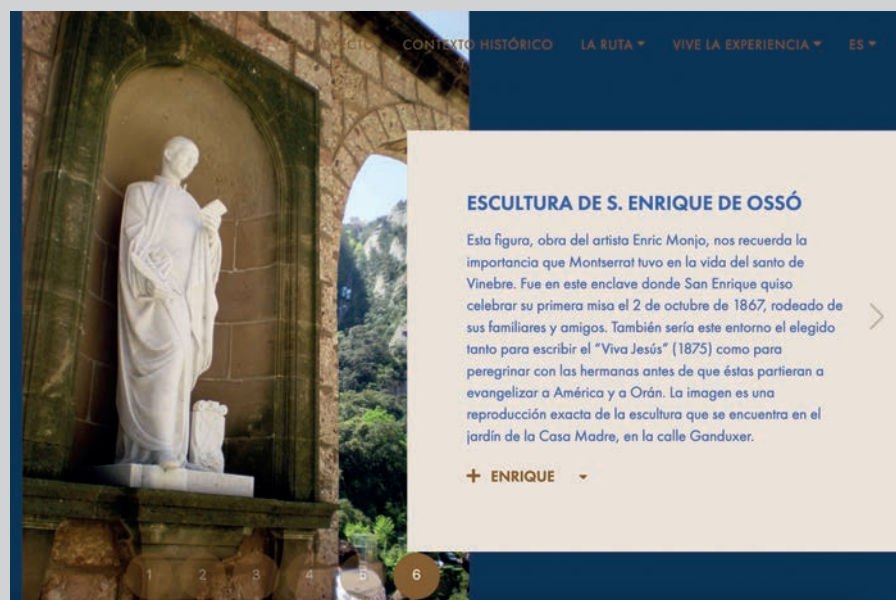 PROYECTO CONTEXTO HISTÓRICO LA RUTA VIVE LA EXPERIENCIA ES
ESCULTURA DE S. ENRIQUE DE OSSÓ
Esta figura, obra del artista Enric Monjo, nos recuerda la
importancia que Montserrat tuvo en la vida del santo de
Vinebre. Fue en este enclave donde San Enrique quiso
celebrar su primera misa el 2 de octubre de 1867, rodeado de
sus familiares y amigos. También sería este entorno el elegido
tanto para escribir el “Viva Jesús” (1875) como para
peregrinar con las hermanas antes de que éstas partieran a
evangelizar a América y a Orán. La imagen es una
reproducción exacta de la escultura que se encuentra en el
jardín de la Casa Madre, en la calle Ganduxer.
+ ENRIQUE
1 2 3 4 5 6